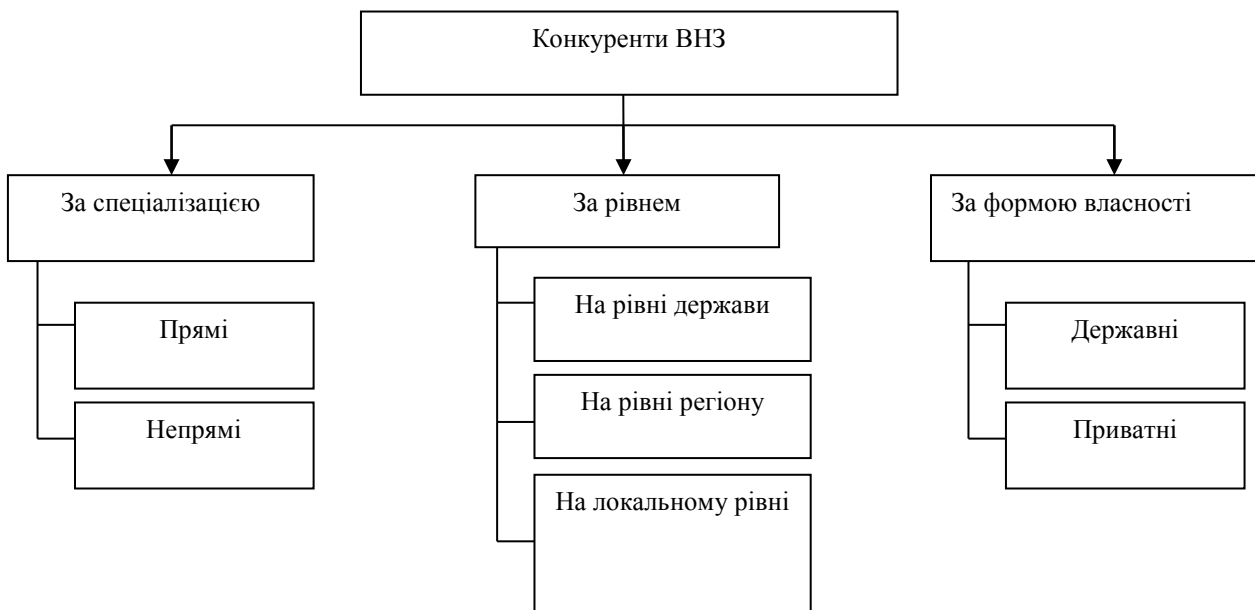 Конкуренти ВНЗ
За спеціалізацією
Прямі
Непрямі
За рівнем
На рівні держави
На рівні регіону
На локальному рівні
За формою власності
Державні
Приватні